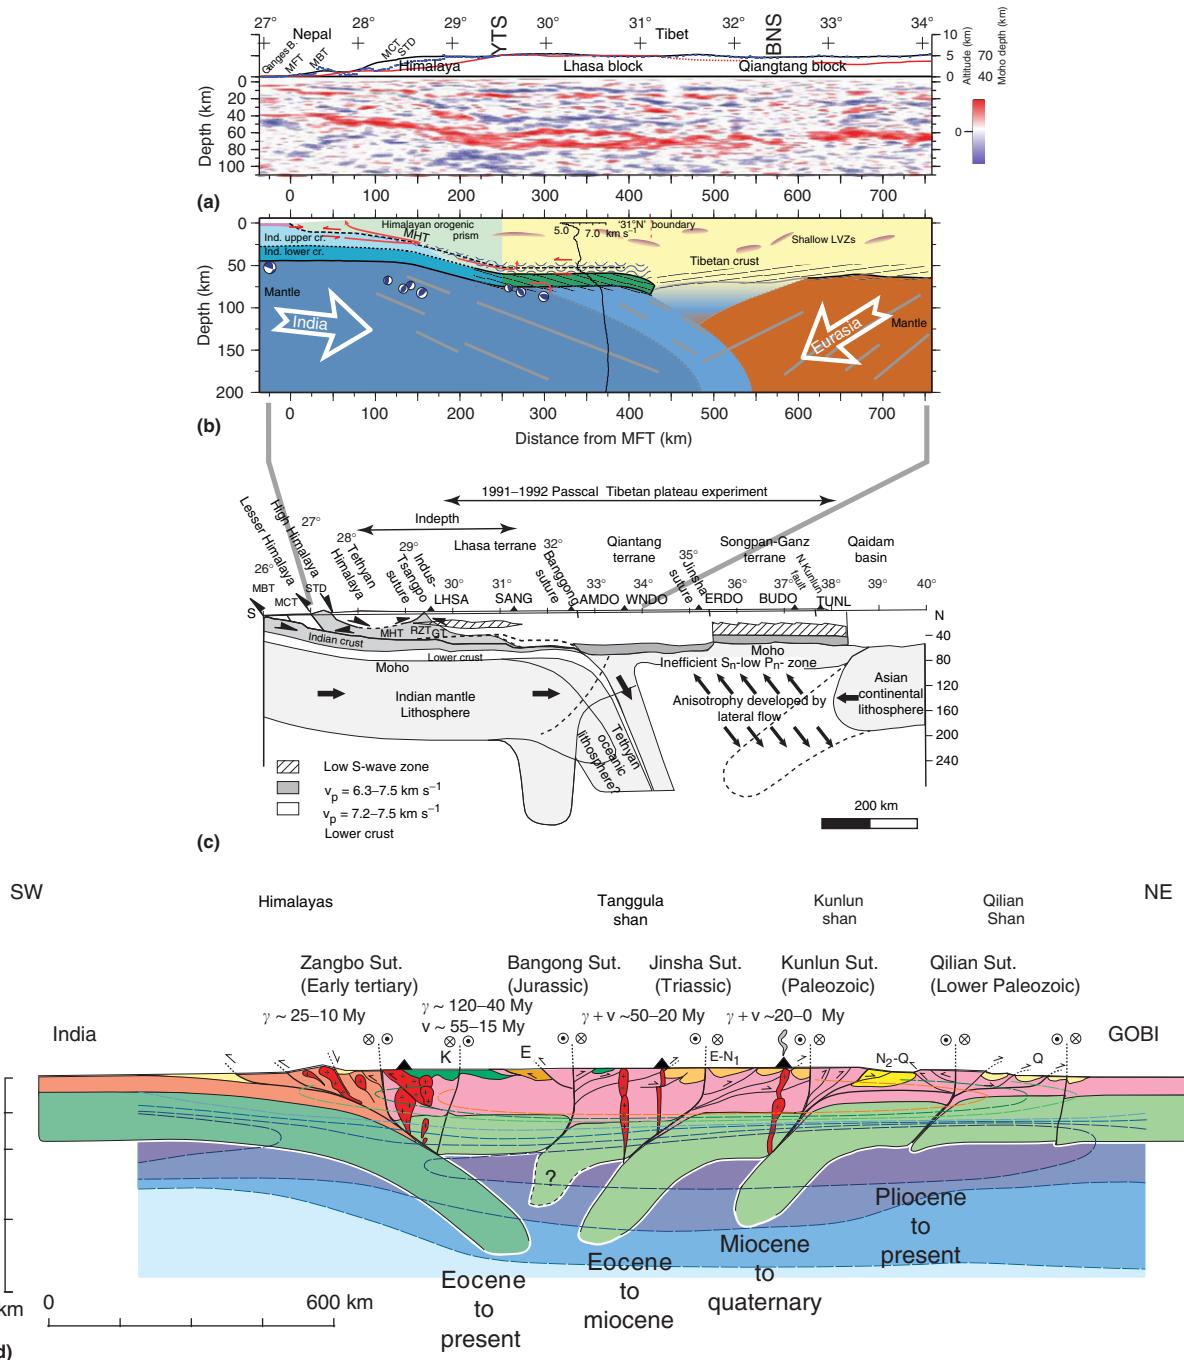 27° 28° 29° 30° 31° 32° 33° 34°
Nepal YTS Tibet BNS
Ganges B. MFT MBT MCT STD
Himalaya Lhasa block Qiangtang block
10 5 0
Altitude (km)
70 40
Moho depth (km)
0 20 40 60 80 100
Depth (km)
0
0 100 200 300 400 500 600 700
(a)
Himalayan orogenic prism
'31°N' boundary
5.0 7.0 km s⁻¹
MHT
Ind. upper cr.
Ind. lower cr.
Shallow LVZs
Tibetan crust
Mantle
India
Eurasia
Mantle
0 50 100 150 200
Depth (km)
0 100 200 300 400 500 600 700
(b)
Distance from MFT (km)
1991–1992 Passcal Tibetan plateau experiment
Indepth
Lesser Himalaya
High Himalaya
Tethyan Himalaya
Indus-Tsangpo suture
Lhasa terrane
Banggong suture
Qiantang terrane
Jinsha suture
Songpan-Ganz terrane
N.Kunlun fault
Qaidam basin
26° 27° 28° 29° 30° 31° 32° 33° 34° 35° 36° 37° 38° 39° 40°
MBT MCT STD LHSA SANG AMDO WNDO ERDO BUDO TUNL
S N
MHT RZT GT
Indian crust
Lower crust
Moho
Moho
Inefficient Sn-low Pn- zone
Indian mantle
Lithosphere
Anisotrophy developed by
lateral flow
Asian
continental
lithosphere
Tethyan
oceanic
lithosphere?
40 80 120 160 200 240
Low S-wave zone
vp = 6.3–7.5 km s⁻¹
vp = 7.2–7.5 km s⁻¹
Lower crust
200 km
(c)
SW NE
Himalayas
Tanggula
shan
Kunlun
shan
Qilian
Shan
Zangbo Sut.
(Early tertiary)
Bangong Sut.
(Jurassic)
Jinsha Sut.
(Triassic)
Kunlun Sut.
(Paleozoic)
Qilian Sut.
(Lower Paleozoic)
γ ~ 25–10 My
γ ~ 120–40 My
v ~ 55–15 My
γ + v ~50–20 My
γ + v ~20–0 My
India GOBI
K E E-N₁ N₂-Q Q
?
Eocene
to
present
Eocene
to
miocene
Miocene
to
quaternary
Pliocene
to
present
km
0 600 km
d)